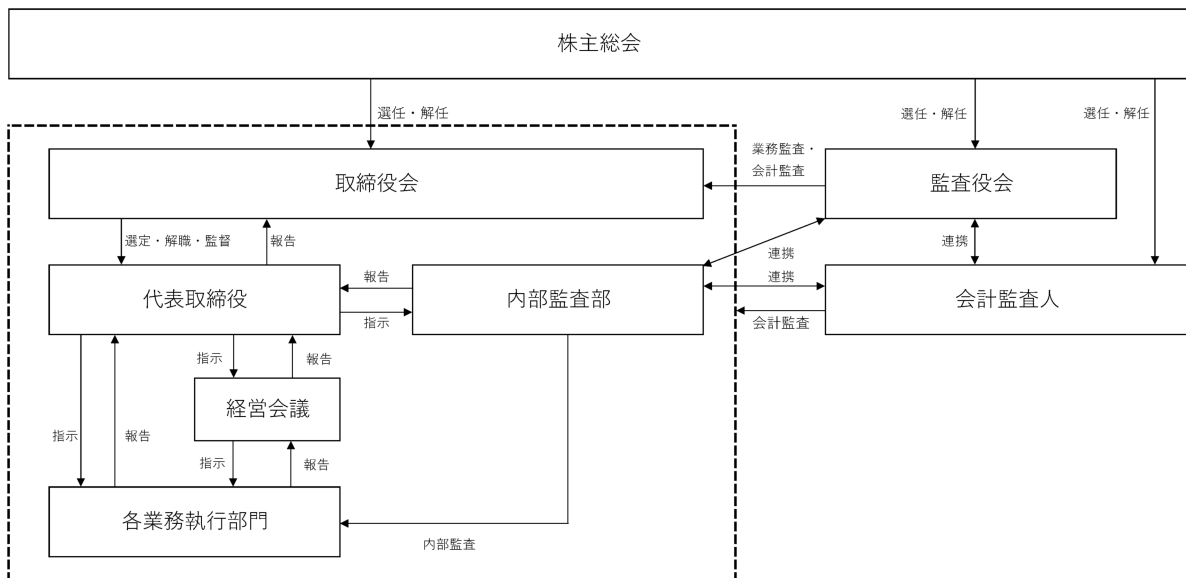 株主総会
選任・解任
選任・解任
選任・解任
業務監査・
会計監査
取締役会
監査役会
選定・解職・監督
報告
連携
連携
報告
連携
代表取締役
内部監査部
会計監査人
指示
会計監査
指示
報告
経営会議
指示
報告
指示
報告
各業務執行部門
内部監査